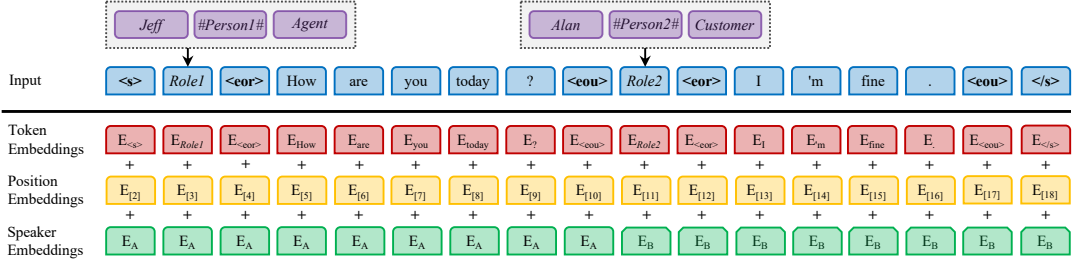 Jeff #Person1# Agent Alan #Person2# Customer
Input <s> Role1 <eor> How are you today ? <eou> Role2 <eor> I 'm fine . <eou> </s>
Token E<s> ERole1 E<eor> EHow Eare Eyou Etoday E? E<eou> ERole2 E<eor> EI E'm Efine E. E<eou> E</s>
Embeddings
+ + + + + + + + + + + + + + + + +
Position E[2] E[3] E[4] E[5] E[6] E[7] E[8] E[9] E[10] E[11] E[12] E[13] E[14] E[15] E[16] E[17] E[18]
Embeddings
+ + + + + + + + + + + + + + + + +
Speaker EA EA EA EA EA EA EA EA EA EB EB EB EB EB EB EB EB
Embeddings